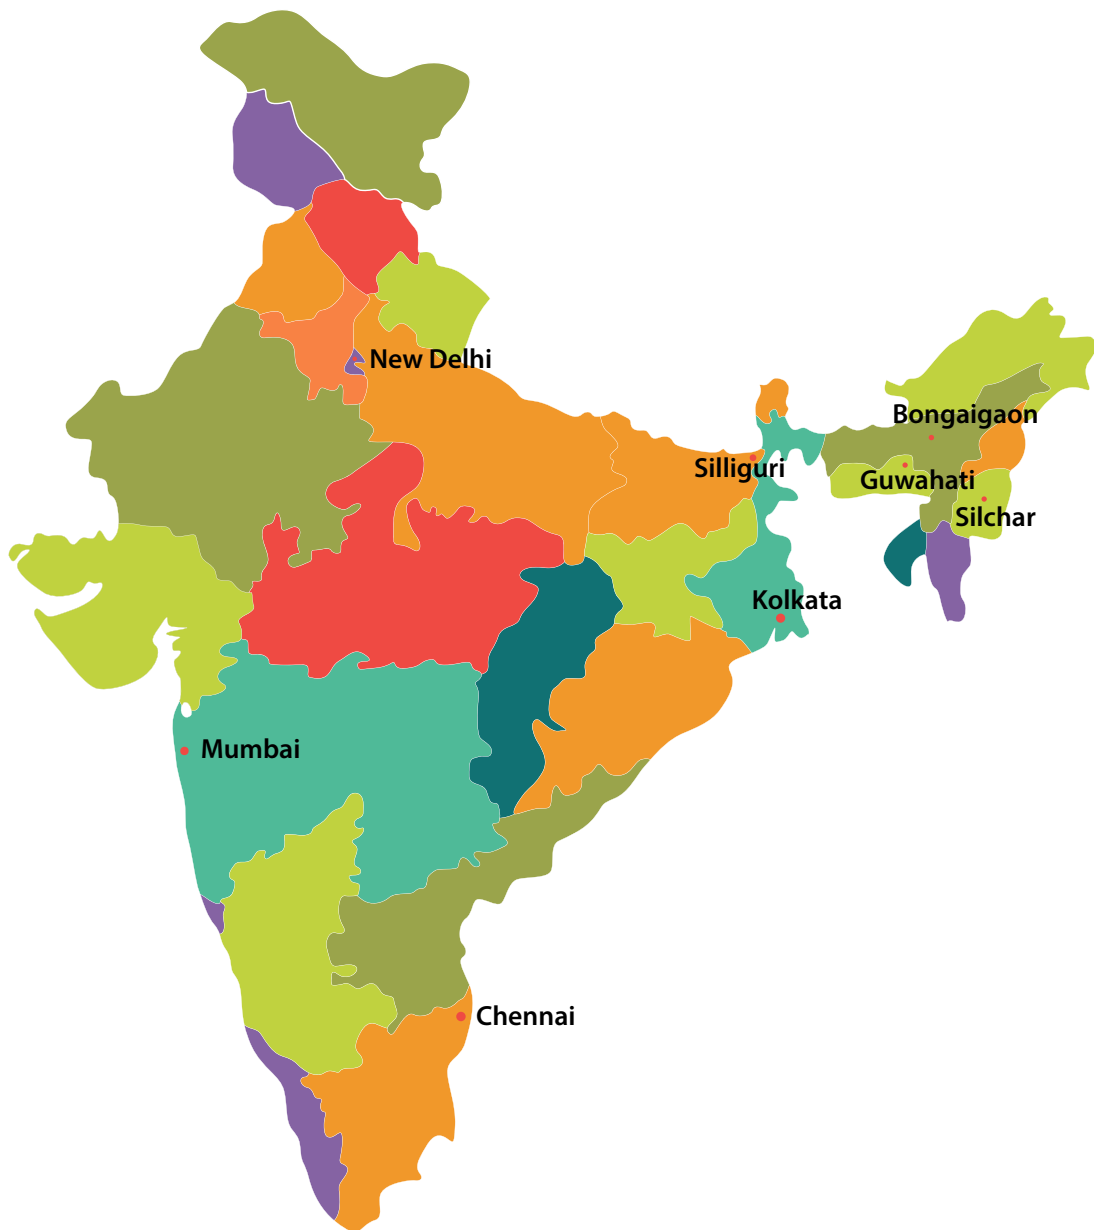 New Delhi
Bongaigaon
Silliguri
Guwahati
Silchar
Kolkata
Mumbai
Chennai